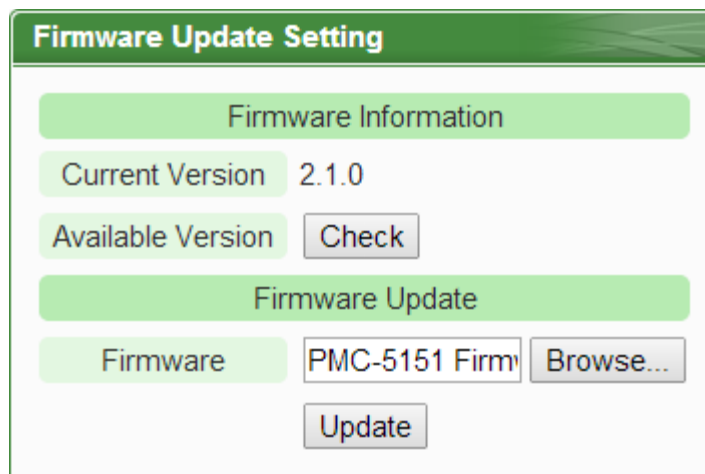 Firmware Update Setting
Firmware Information
Current Version 2.1.0
Available Version Check
Firmware Update
Firmware PMC-5151 Firm Browse...
Update